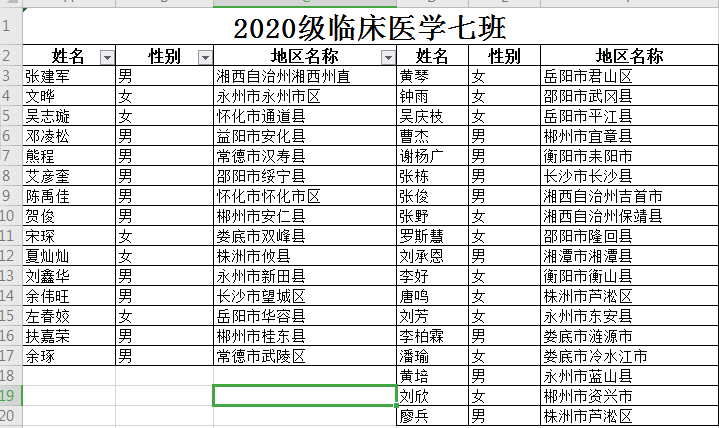 2020级临床医学七班
姓名 性别 地区名称 姓名 性别 地区名称
张建军 男 湘西自治州湘西州直 黄琴 女 岳阳市君山区
文晔 女 永州市永州市区 钟雨 女 邵阳市武冈县
吴志璇 女 怀化市通道县 吴庆枝 女 岳阳市平江县
邓凌松 男 益阳市安化县 曹杰 男 郴州市宜章县
熊程 男 常德市汉寿县 谢杨广 男 衡阳市耒阳市
艾彦奎 男 邵阳市绥宁县 张栋 男 长沙市长沙县
陈禹佳 男 怀化市怀化市区 张俊 男 湘西自治州吉首市
贺俊 男 郴州市安仁县 张野 女 湘西自治州保靖县
宋琛 女 娄底市双峰县 罗斯慧 女 邵阳市隆回县
夏灿灿 女 株洲市攸县 刘承恩 男 湘潭市湘潭县
刘鑫华 男 永州市新田县 李好 女 衡阳市衡山县
余伟旺 男 长沙市望城区 唐鸣 女 株洲市芦淞区
左春姣 女 岳阳市华容县 刘芳 女 永州市东安县
扶嘉荣 男 郴州市桂东县 李柏霖 男 娄底市涟源市
余琢 男 常德市武陵区 潘瑜 女 娄底市冷水江市
黄培 男 永州市蓝山县
刘欣 女 郴州市资兴市
廖兵 男 株洲市芦淞区